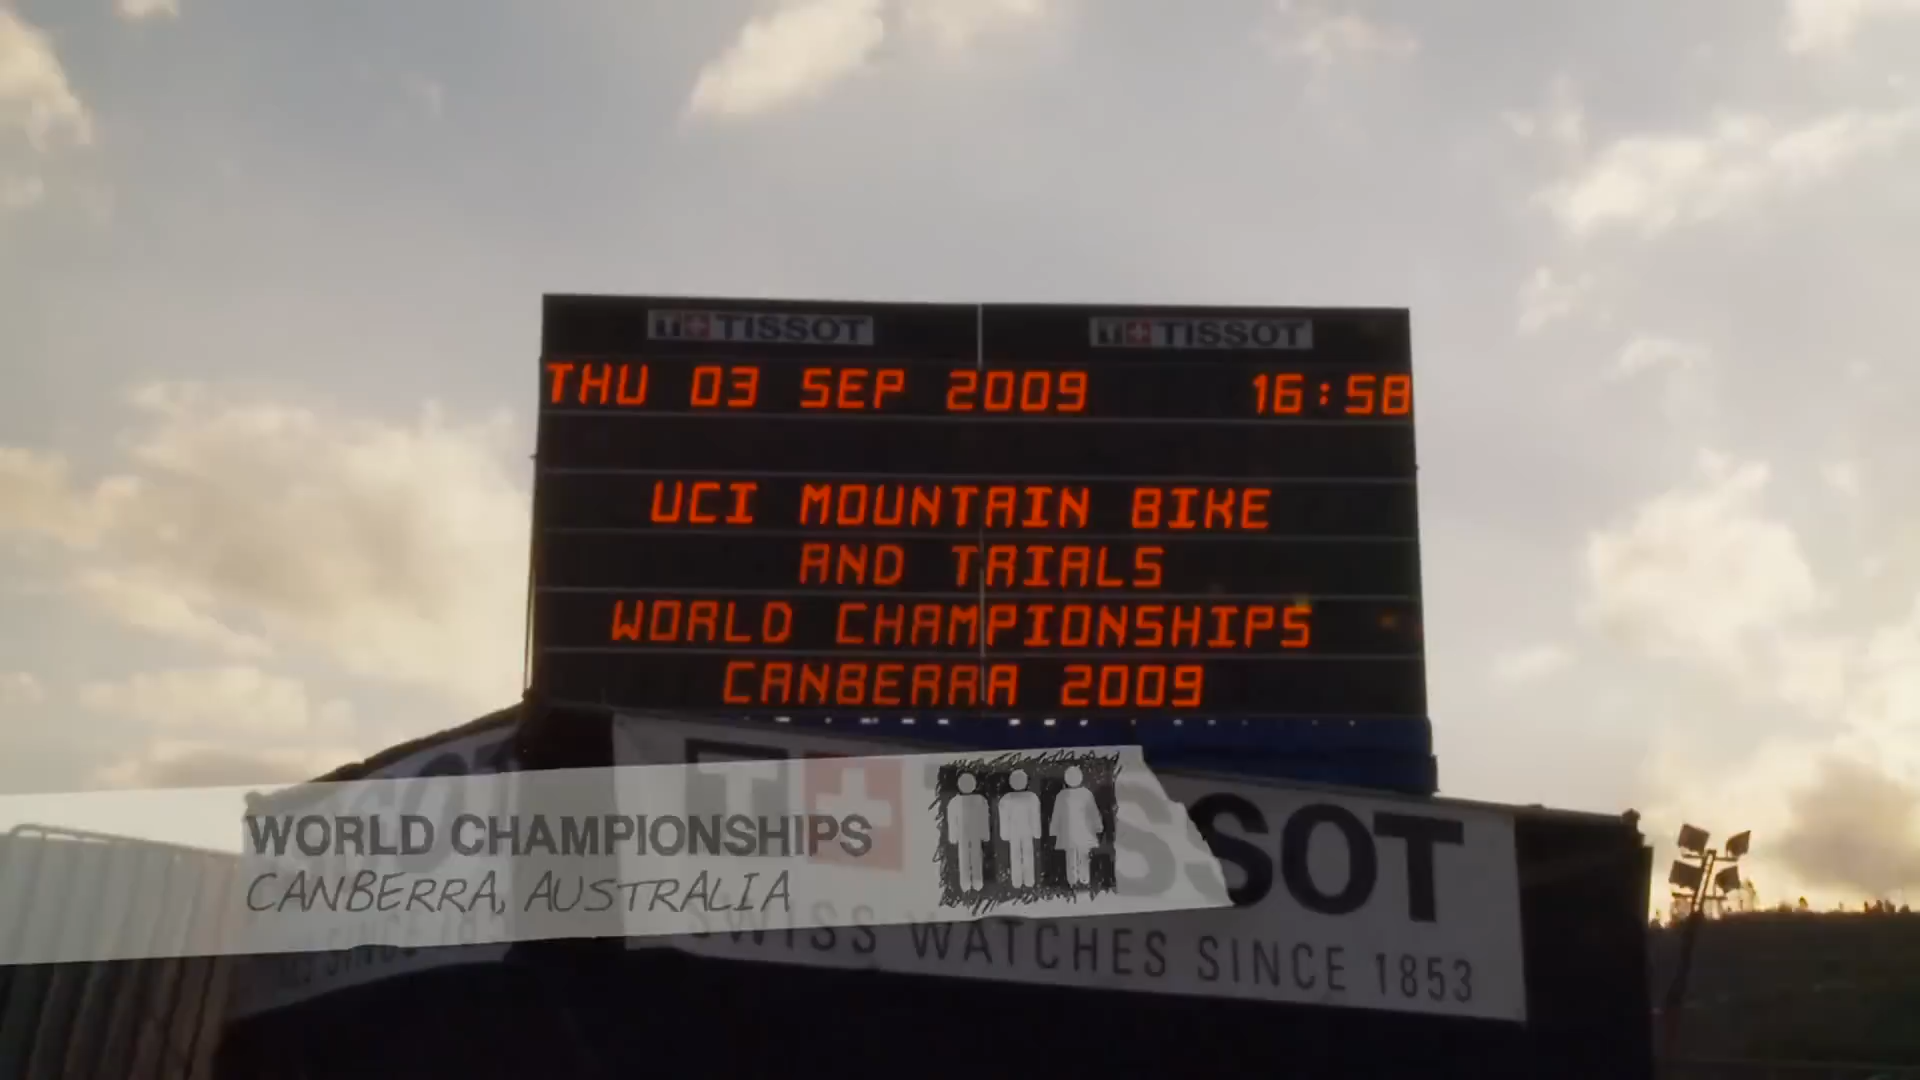 TISSOT TISSOT
THU 03 SEP 2009 16:58
UCI MOUNTAIN BIKE
AND TRIALS
WORLD CHAMPIONSHIPS
CANBERRA 2009
WORLD CHAMPIONSHIPS
CANBERRA, AUSTRALIA
TISSOT
SWISS WATCHES SINCE 1853